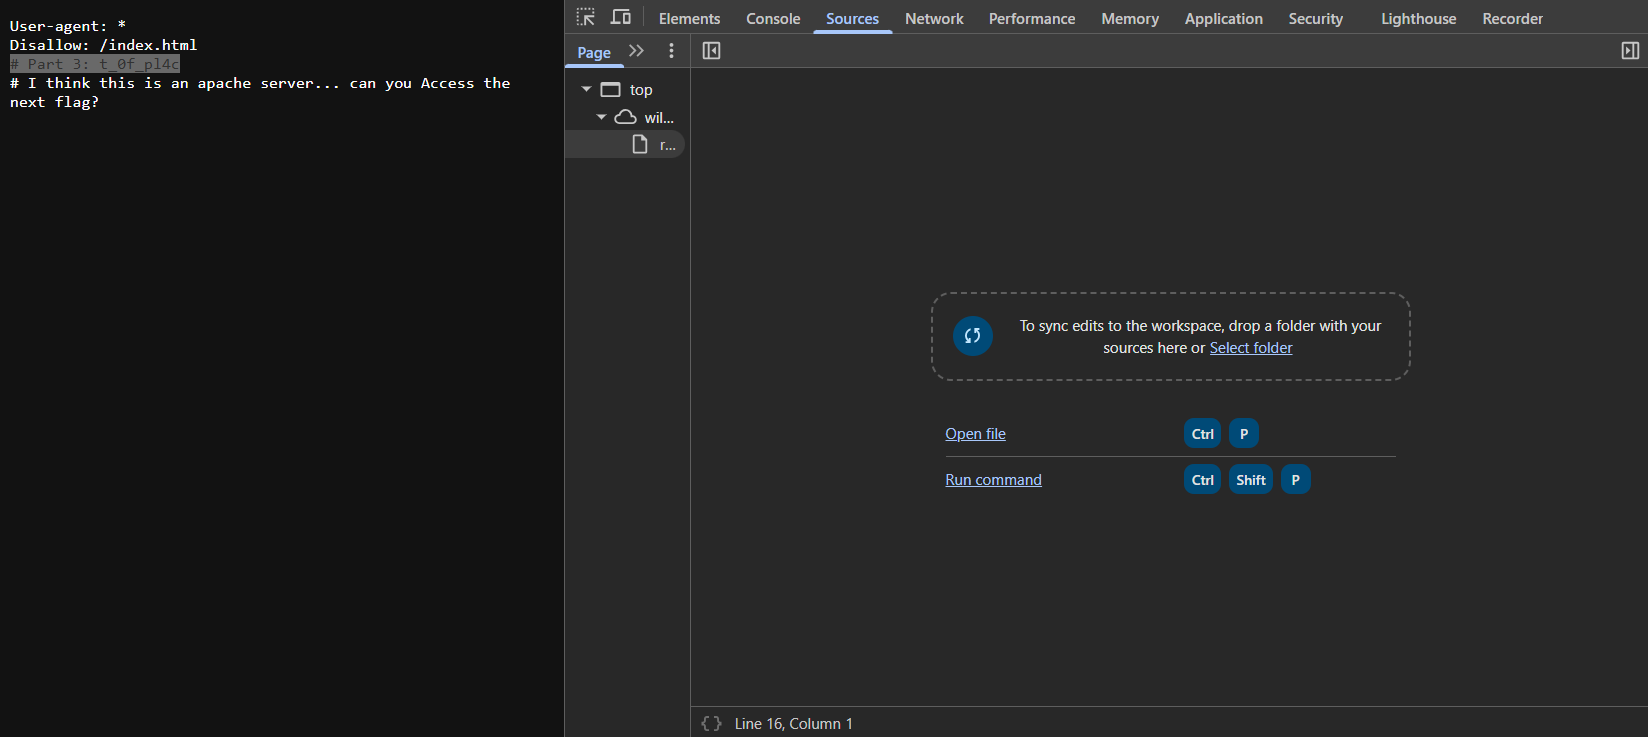 User-agent: *
Disallow: /index.html
# Part 3: t_0f_pl4c
# I think this is an apache server... can you Access the
next flag?
Elements Console Sources Network Performance Memory Application Security Lighthouse Recorder
Page
top
wil...
r...
To sync edits to the workspace, drop a folder with your
sources here or Select folder
Open file Ctrl P
Run command Ctrl Shift P
{ } Line 16, Column 1